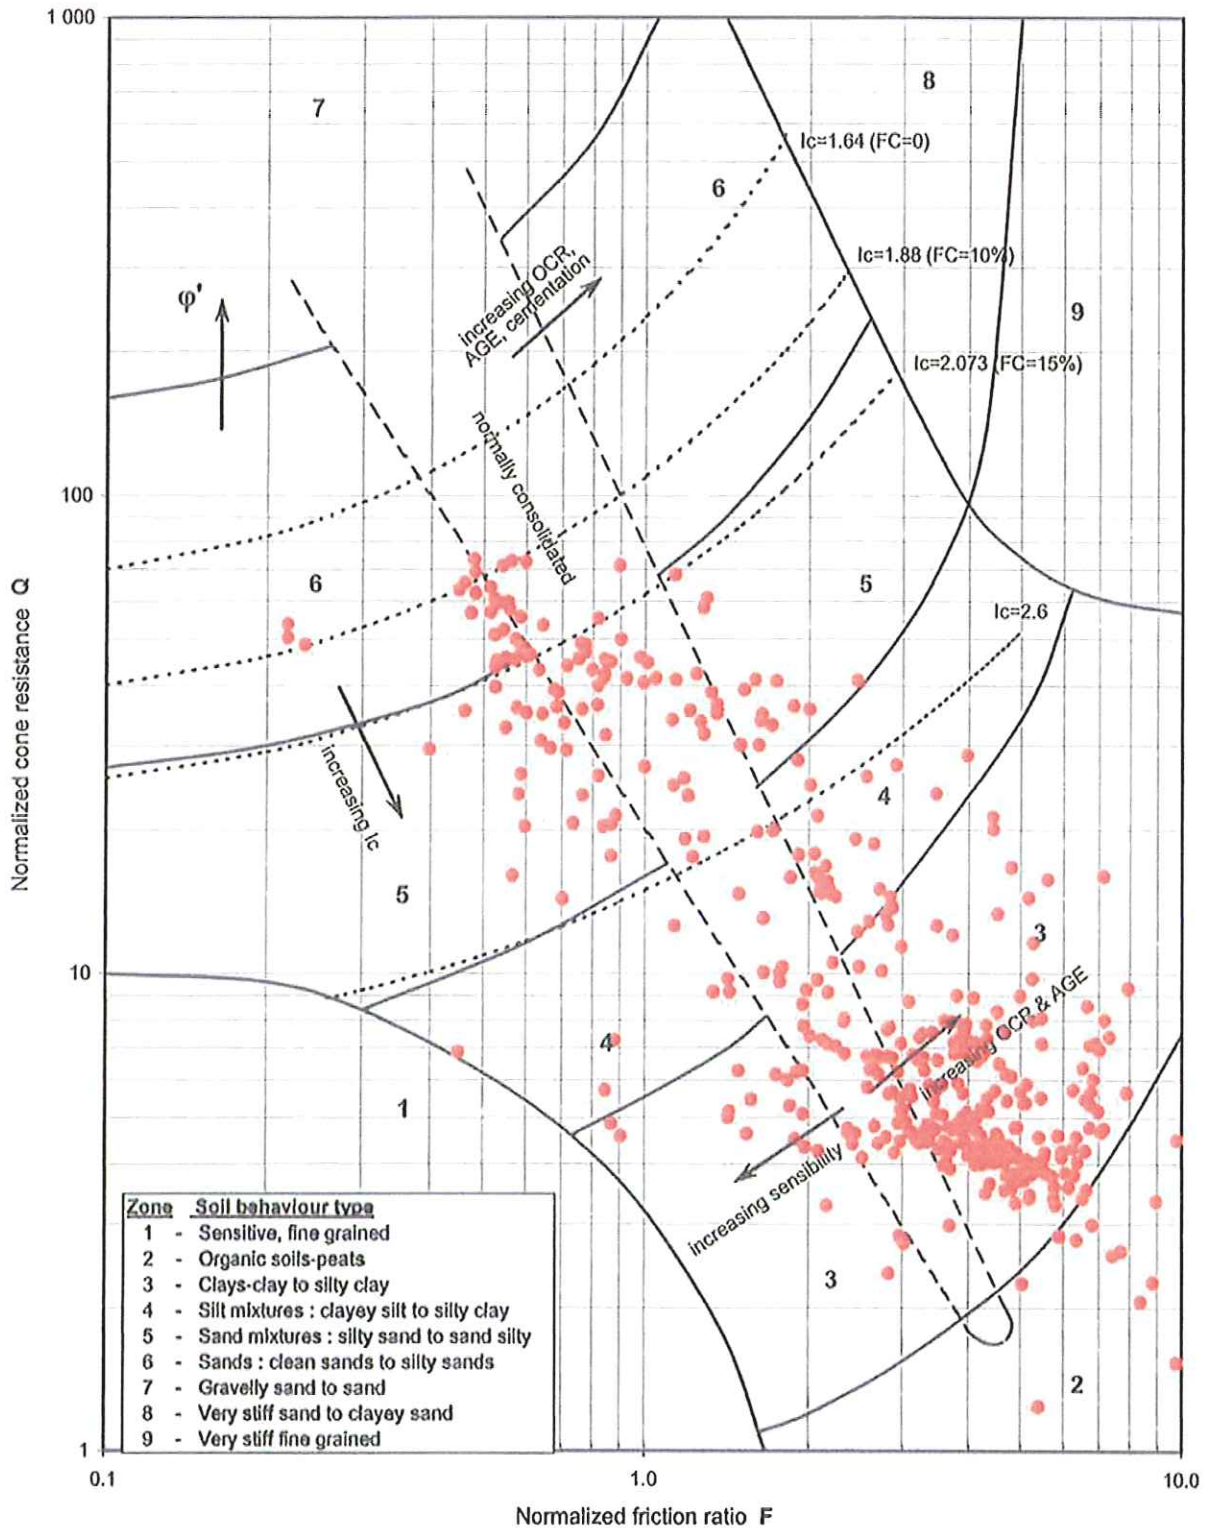 1 000
7
8
Ic=1.64 (FC=0)
6
increasing OCR,
AGE, cementation
Ic=1.88 (FC=10%)
φ'
9
Ic=2.073 (FC=15%)
normally consolidated
100
6
5
Ic=2.6
increasing Ic
4
5
3
10
increasing OCR & AGE
4
1
increasing sensibility
3
2
Zone Soil behaviour type
1 - Sensitive, fine grained
2 - Organic soils-peats
3 - Clays-clay to silty clay
4 - Silt mixtures : clayey silt to silly clay
5 - Sand mixtures : silty sand to sand silty
6 - Sands : clean sands to silty sands
7 - Gravelly sand to sand
8 - Very stiff sand to clayey sand
9 - Very stiff fine grained
1
0.1
1.0
10.0
Normalized friction ratio F
Normalized cone resistance Q